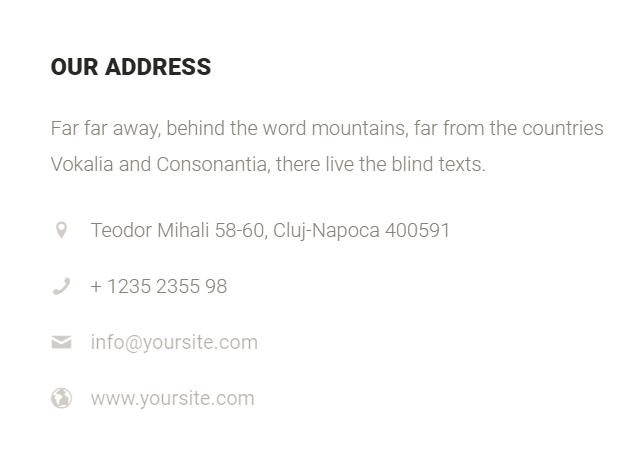 OUR ADDRESS
Far far away, behind the word mountains, far from the countries
Vokalia and Consonantia, there live the blind texts.
Teodor Mihali 58-60, Cluj-Napoca 400591
+ 1235 2355 98
info@yoursite.com
www.yoursite.com